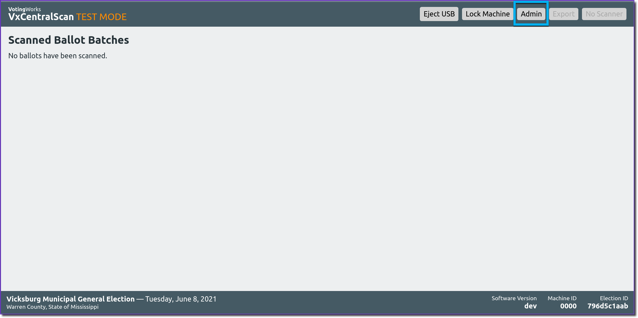 VotingWorks
VxCentralScan TEST MODE
Eject USB Lock Machine Admin Export No Scanner
Scanned Ballot Batches
No ballots have been scanned.
Vicksburg Municipal General Election — Tuesday, June 8, 2021
Warren County, State of Mississippi
Software Version Machine ID Election ID
dev 0000 796d5c1aab